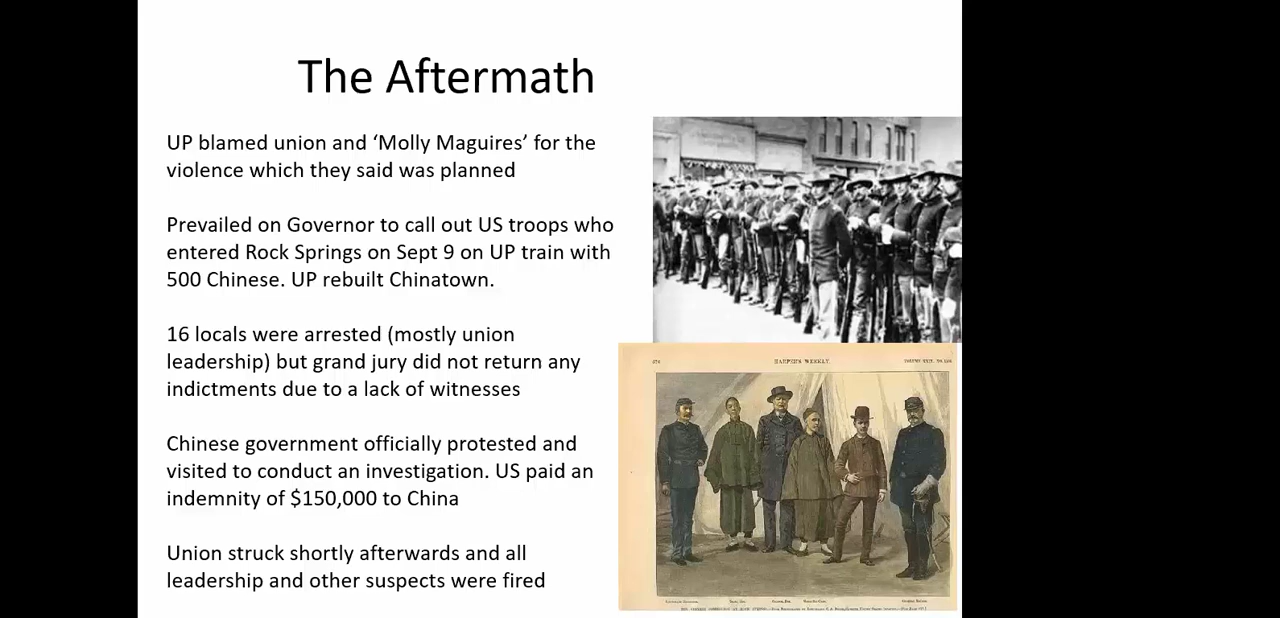 The Aftermath
UP blamed union and ‘Molly Maguires’ for the
violence which they said was planned
Prevailed on Governor to call out US troops who
entered Rock Springs on Sept 9 on UP train with
500 Chinese. UP rebuilt Chinatown.
16 locals were arrested (mostly union
leadership) but grand jury did not return any
indictments due to a lack of witnesses
Chinese government officially protested and
visited to conduct an investigation. US paid an
indemnity of $150,000 to China
Union struck shortly afterwards and all
leadership and other suspects were fired
HARPER'S WEEKLY.